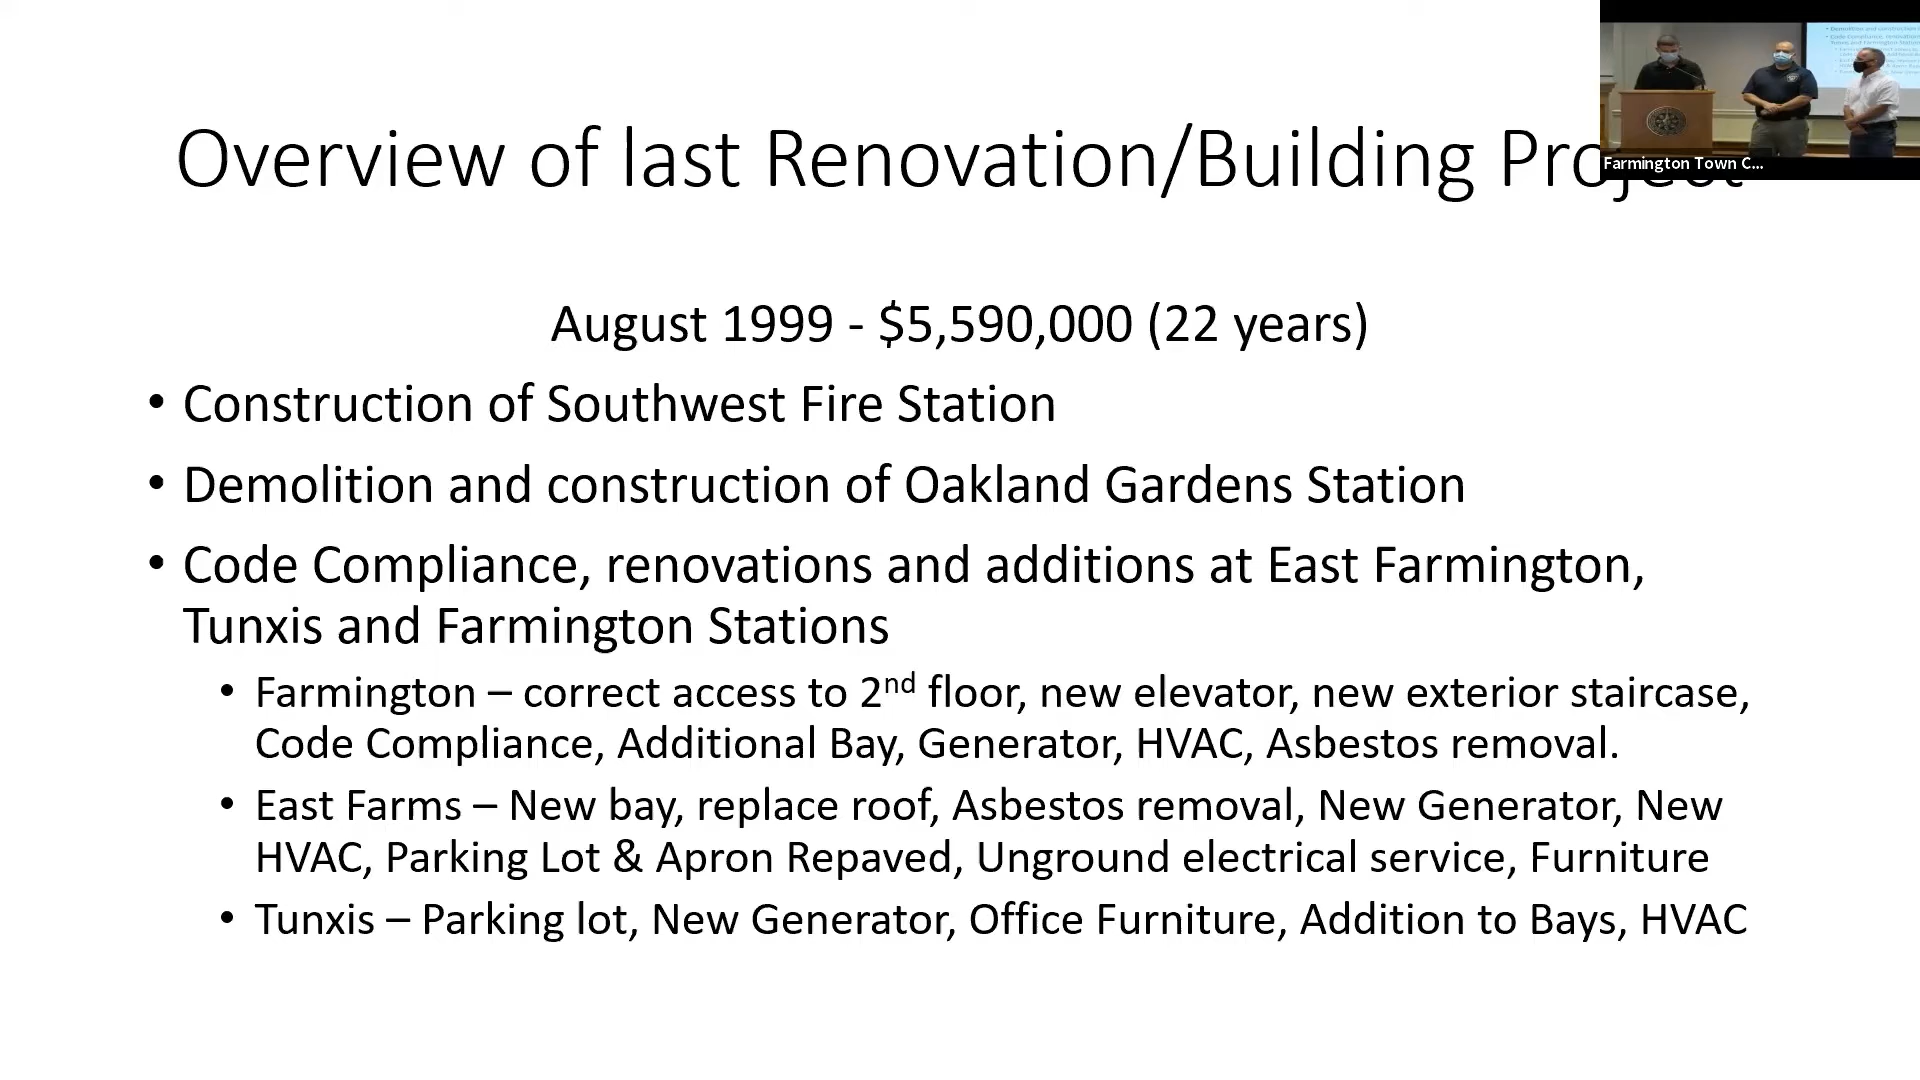 Overview of last Renovation/Building Project
Farmington Town C...
August 1999 - $5,590,000 (22 years)
• Construction of Southwest Fire Station
• Demolition and construction of Oakland Gardens Station
• Code Compliance, renovations and additions at East Farmington,
Tunxis and Farmington Stations
• Farmington – correct access to 2nd floor, new elevator, new exterior staircase,
Code Compliance, Additional Bay, Generator, HVAC, Asbestos removal.
• East Farms – New bay, replace roof, Asbestos removal, New Generator, New
HVAC, Parking Lot & Apron Repaved, Unground electrical service, Furniture
• Tunxis – Parking lot, New Generator, Office Furniture, Addition to Bays, HVAC